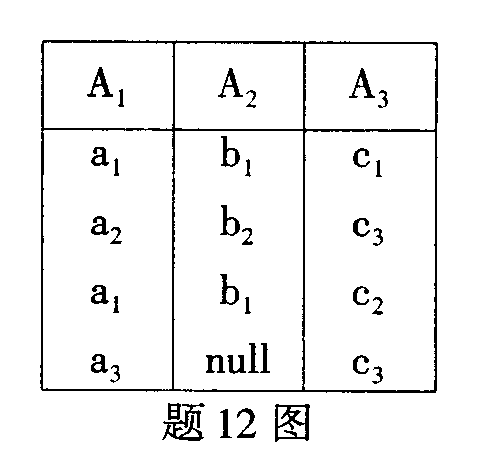 A₁ A₂ A₃
a₁ b₁ c₁
a₂ b₂ c₃
a₁ b₁ c₂
a₃ null c₃
题 12 图